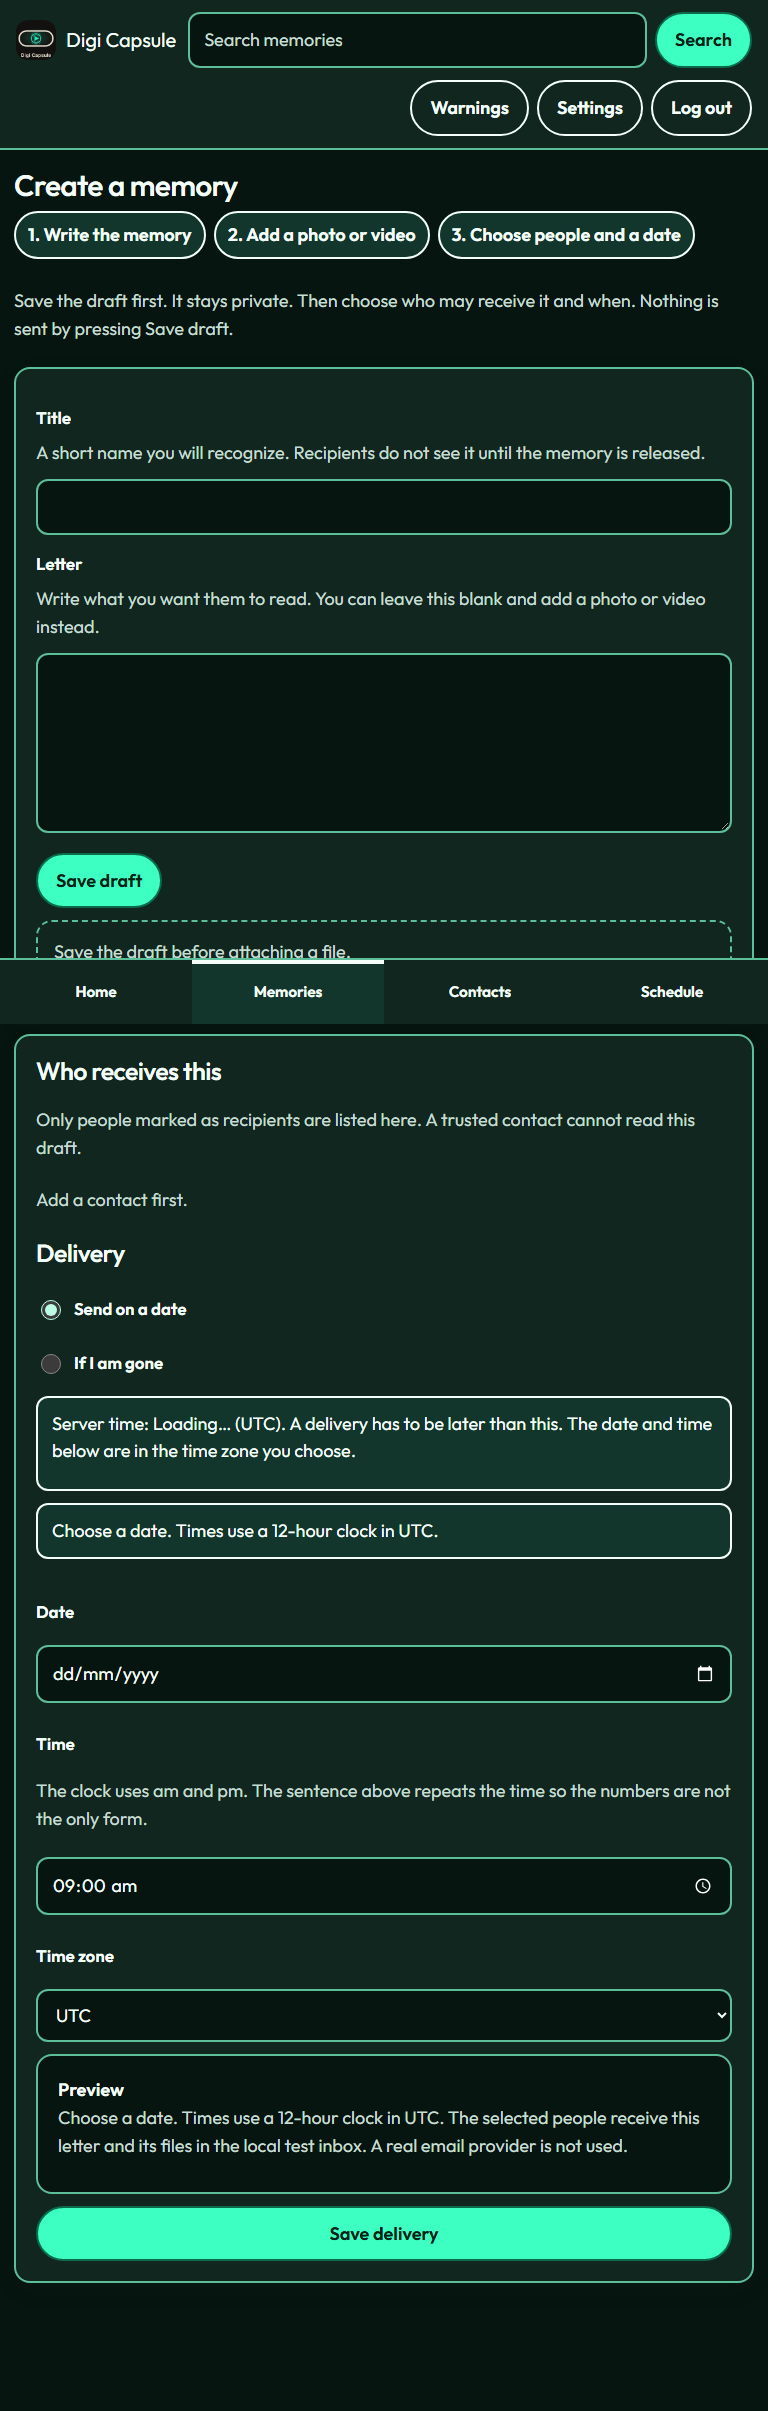 Digi Capsule
Digi Capsule
Search memories
Search
Warnings
Settings
Log out
Create a memory
1. Write the memory
2. Add a photo or video
3. Choose people and a date
Save the draft first. It stays private. Then choose who may receive it and when. Nothing is
sent by pressing Save draft.
Title
A short name you will recognize. Recipients do not see it until the memory is released.
Letter
Write what you want them to read. You can leave this blank and add a photo or video
instead.
Save draft
Save the draft before attaching a file.
Home
Memories
Contacts
Schedule
Who receives this
Only people marked as recipients are listed here. A trusted contact cannot read this
draft.
Add a contact first.
Delivery
Send on a date
If I am gone
Server time: Loading... (UTC). A delivery has to be later than this. The date and time
below are in the time zone you choose.
Choose a date. Times use a 12-hour clock in UTC.
Date
dd/mm/yyyy
Time
The clock uses am and pm. The sentence above repeats the time so the numbers are not
the only form.
09:00 am
Time zone
UTC
Preview
Choose a date. Times use a 12-hour clock in UTC. The selected people receive this
letter and its files in the local test inbox. A real email provider is not used.
Save delivery